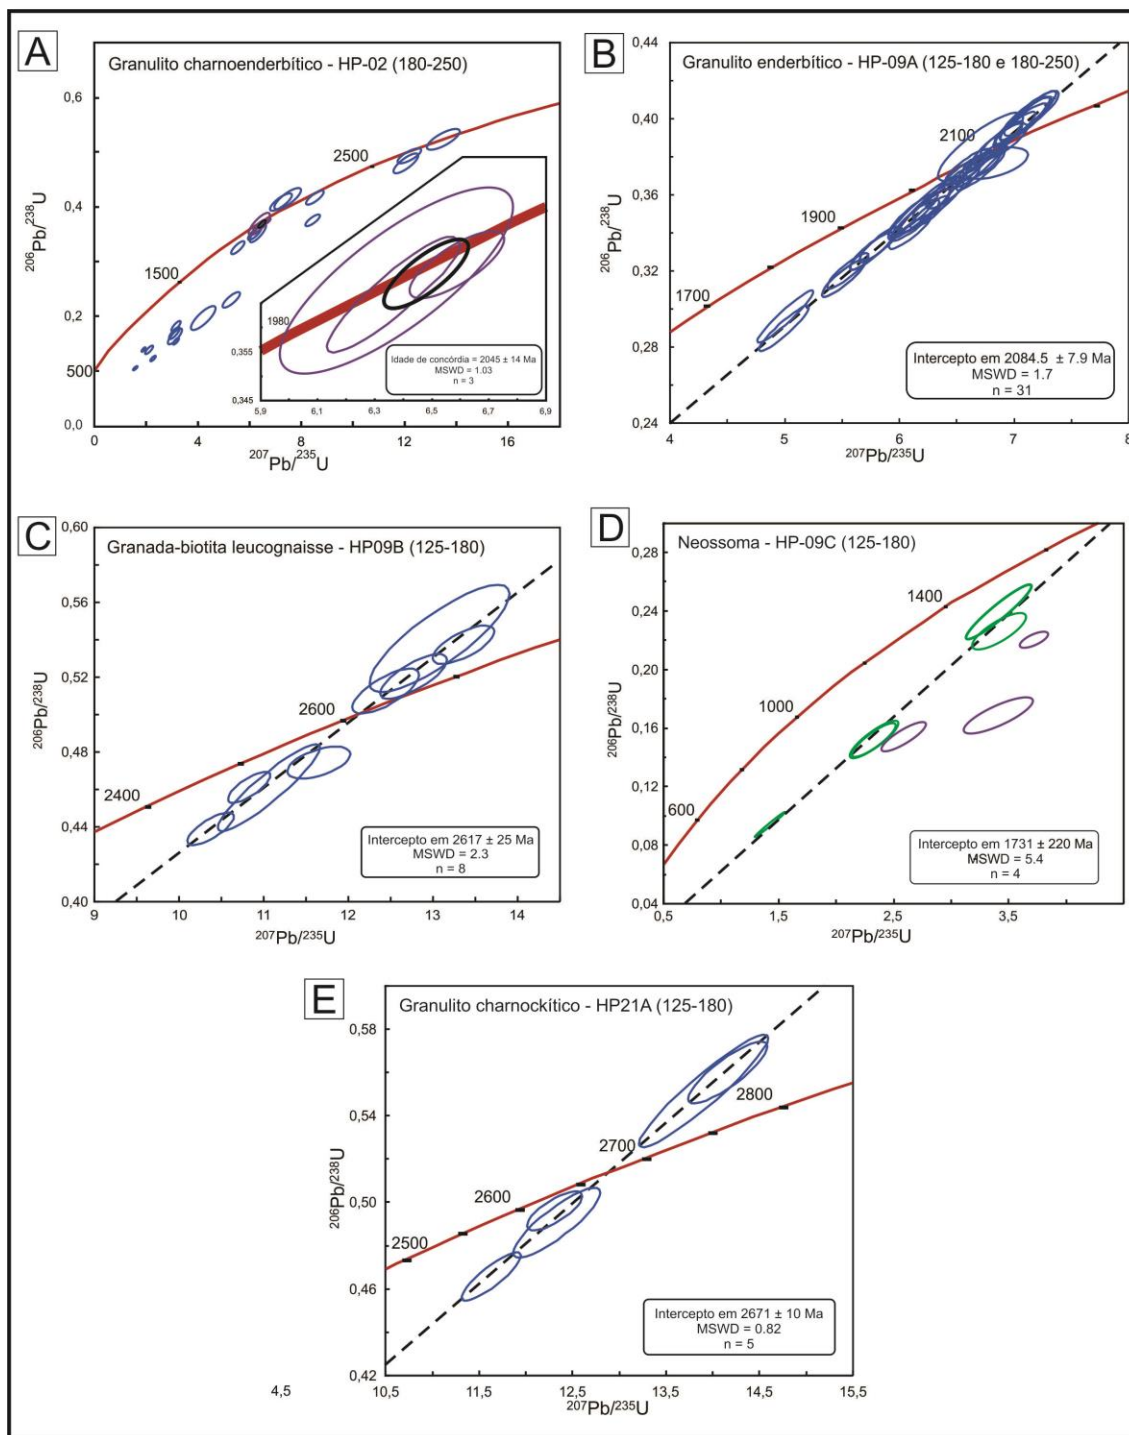 A
Granulito charnoenderbítico - HP-02 (180-250)
0,6
0,4
0,2
0,0
500
1500
2500
206Pb/238U
0 4 8 12 16
207Pb/235U
1980
0,355
0,345
5,9 6,1 6,3 6,5 6,7 6,9
Idade de concórdia = 2045 ± 14 Ma
MSWD = 1.03
n = 3
B
Granulito enderbítico - HP-09A (125-180 e 180-250)
0,44
0,40
0,36
0,32
0,28
0,24
206Pb/238U
2100
1900
1700
Intercepto em 2084.5 ± 7.9 Ma
MSWD = 1.7
n = 31
4 5 6 7 8
207Pb/235U
C
Granada-biotita leucognaisse - HP09B (125-180)
0,60
0,56
0,52
0,48
0,44
0,40
206Pb/238U
2600
2400
Intercepto em 2617 ± 25 Ma
MSWD = 2.3
n = 8
9 10 11 12 13 14
207Pb/235U
D
Neossoma - HP-09C (125-180)
0,28
0,24
0,20
0,16
0,12
0,08
0,04
206Pb/238U
1400
1000
600
Intercepto em 1731 ± 220 Ma
MSWD = 5.4
n = 4
0,5 1,5 2,5 3,5
207Pb/235U
E
Granulito charnockítico - HP21A (125-180)
0,58
0,54
0,50
0,46
0,42
206Pb/238U
2800
2700
2600
2500
Intercepto em 2671 ± 10 Ma
MSWD = 0.82
n = 5
4,5 10,5 11,5 12,5 13,5 14,5 15,5
207Pb/235U